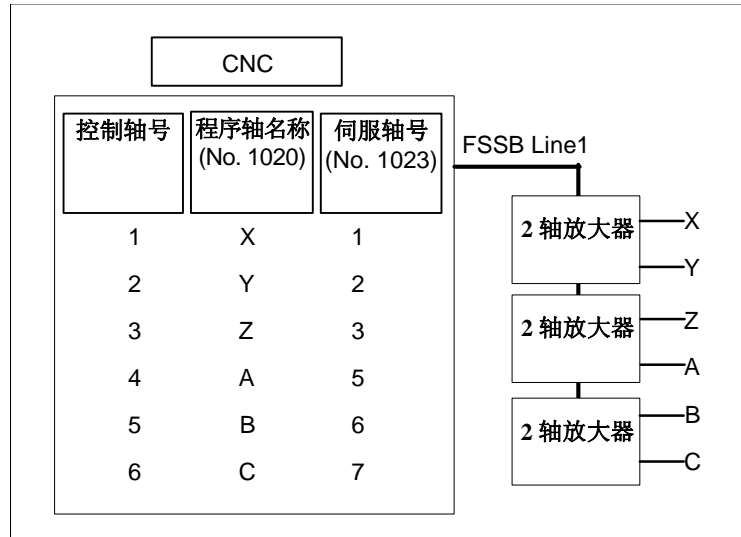 CNC
控制轴号 程序轴名称 伺服轴号
(No. 1020) (No. 1023)
1 X 1
2 Y 2
3 Z 3
4 A 5
5 B 6
6 C 7
FSSB Line1
2 轴放大器
X
Y
2 轴放大器
Z
A
2 轴放大器
B
C